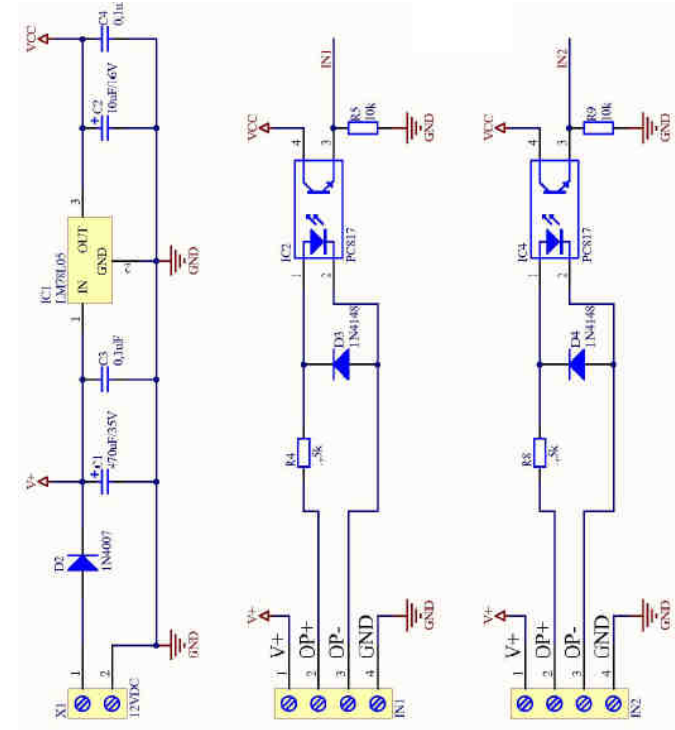 X1
12VDC
1
2
GND
D2
1N4007
V+
C1
470uF/35V
C3
0,1uF
IC1
LM78L05
1
IN
OUT
3
GND
2
GND
C2
10uF/16V
C4
VCC
IN1
1
2
3
4
V+
OP+
OP-
GND
V+
GND
R4
D3
1N4148
1
2
IC2
PC817
4
3
VCC
R5
10k
GND
IN1
IN2
1
2
3
4
V+
OP+
OP-
GND
V+
GND
R8
D4
1N4148
1
2
IC4
PC817
4
3
VCC
R9
10k
GND
IN2